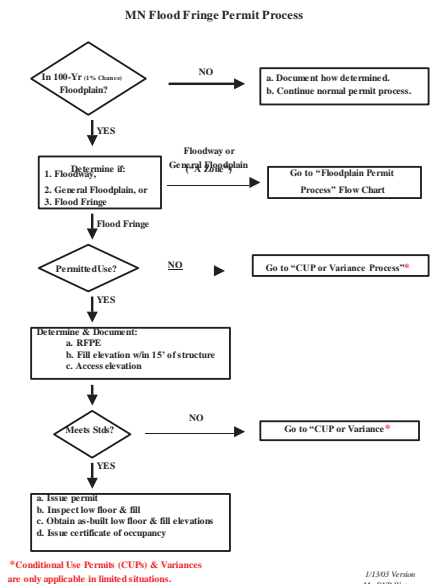 MN Flood Fringe Permit Process
In 100-Yr (1% Chance)
Floodplain?
NO
a. Document how determined.
b. Continue normal permit process.
YES
Determine if:
1. Floodway,
2. General Floodplain, or
3. Flood Fringe
Floodway or
General Floodplain
("A Zone")
Go to "Floodplain Permit
Process" Flow Chart
Flood Fringe
PermittedUse?
NO
Go to "CUP or Variance Process"*
YES
Determine & Document:
a. RFPE
b. Fill elevation w/in 15' of structure
c. Access elevation
Meets Stds?
NO
Go to "CUP or Variance*
YES
a. Issue permit
b. Inspect low floor & fill
c. Obtain as-built low floor & fill elevations
d. Issue certificate of occupancy
*Conditional Use Permits (CUPs) & Variances
are only applicable in limited situations.
1/13/03 Version